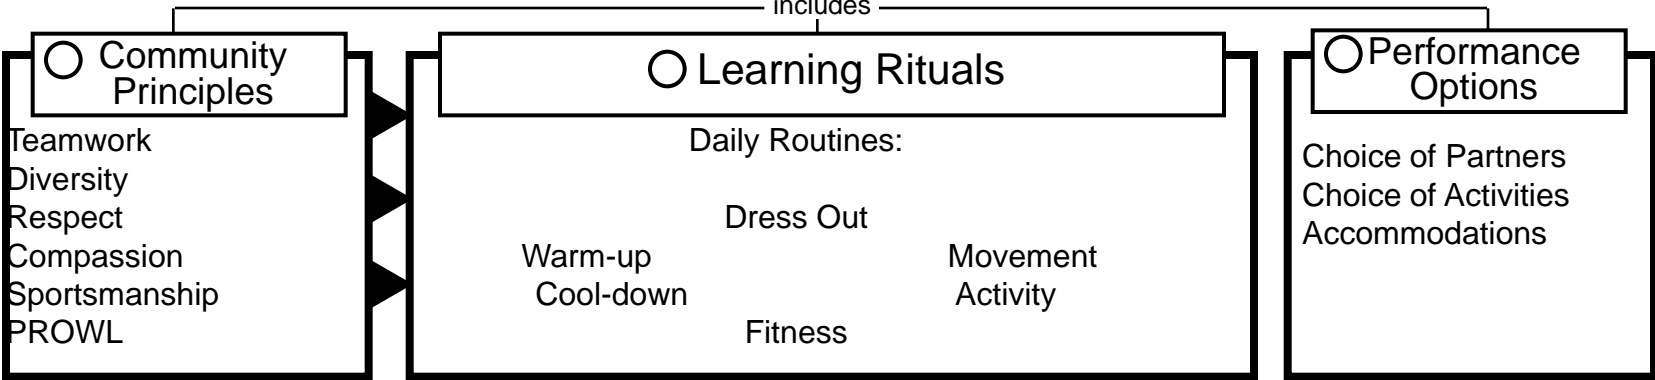 includes
Community
Principles
Teamwork
Diversity
Respect
Compassion
Sportsmanship
PROWL
Learning Rituals
Daily Routines:
Dress Out
Warm-up Movement
Cool-down Activity
Fitness
Performance
Options
Choice of Partners
Choice of Activities
Accommodations